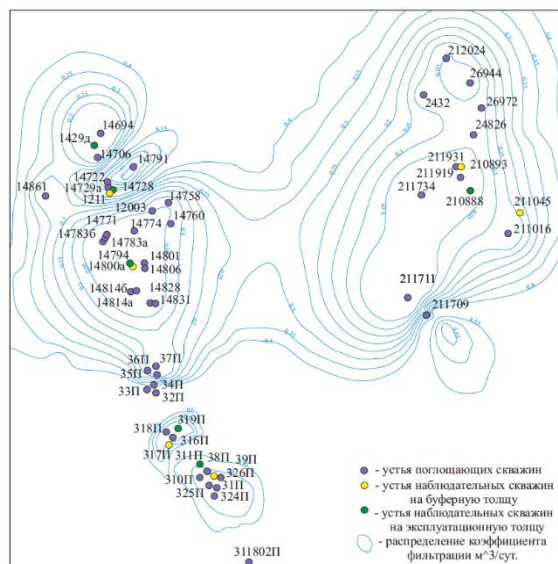 212024
26944
2432
26972
14694
1429д
24826
14706
14791
211931
210893
14722
211919
14861
14729а
14728
211734
210888
1211
14758
211045
12003
14771
14774
14760
211016
14783б
14783а
14794
14801
14800а
14806
211711
14814б
14828
14814а
14831
211709
36П
37П
35П
34П
33П
32П
319П
318П
316П
317П
311П
38П
39П
310П
326П
31П
325П
324П
311802П
- устья поглощающих скважин
- устья наблюдательных скважин
на буферную толщу
- устья наблюдательных скважин
на эксплуатационную толщу
- распределение коэффициента
фильтрации м^3/сут.